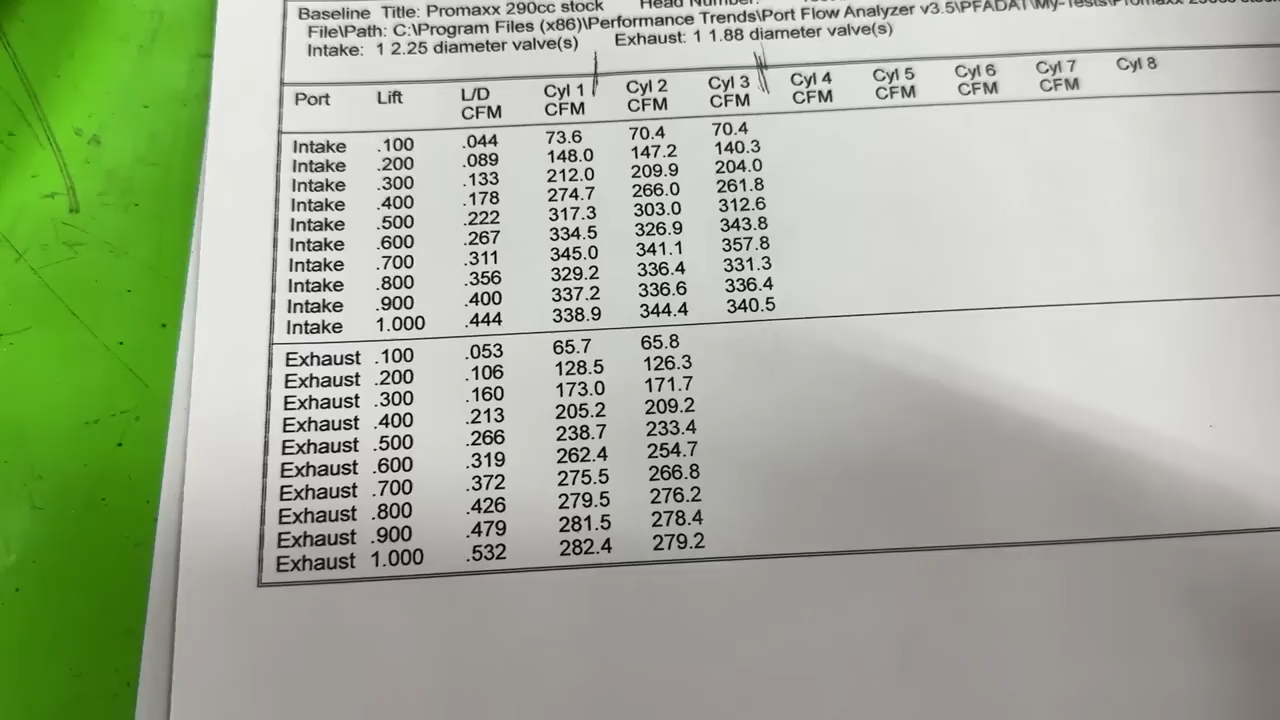 Baseline Title: Promaxx 290cc stock Head Number:
File\Path: C:\Program Files (x86)\Performance Trends\Port Flow Analyzer v3.5\PFADAT\My-Tests\Promaxx 290cc stock
Intake: 1 2.25 diameter valve(s) Exhaust: 1 1.88 diameter valve(s)
Port Lift L/D CFM Cyl 1 CFM Cyl 2 CFM Cyl 3 CFM Cyl 4 CFM Cyl 5 CFM Cyl 6 CFM Cyl 7 CFM Cyl 8
Intake .100 .044 73.6 70.4 70.4
Intake .200 .089 148.0 147.2 140.3
Intake .300 .133 212.0 209.9 204.0
Intake .400 .178 274.7 266.0 261.8
Intake .500 .222 317.3 303.0 312.6
Intake .600 .267 334.5 326.9 343.8
Intake .700 .311 345.0 341.1 357.8
Intake .800 .356 329.2 336.4 331.3
Intake .900 .400 337.2 336.6 336.4
Intake 1.000 .444 338.9 344.4 340.5
Exhaust .100 .053 65.7 65.8
Exhaust .200 .106 128.5 126.3
Exhaust .300 .160 173.0 171.7
Exhaust .400 .213 205.2 209.2
Exhaust .500 .266 238.7 233.4
Exhaust .600 .319 262.4 254.7
Exhaust .700 .372 275.5 266.8
Exhaust .800 .426 279.5 276.2
Exhaust .900 .479 281.5 278.4
Exhaust 1.000 .532 282.4 279.2